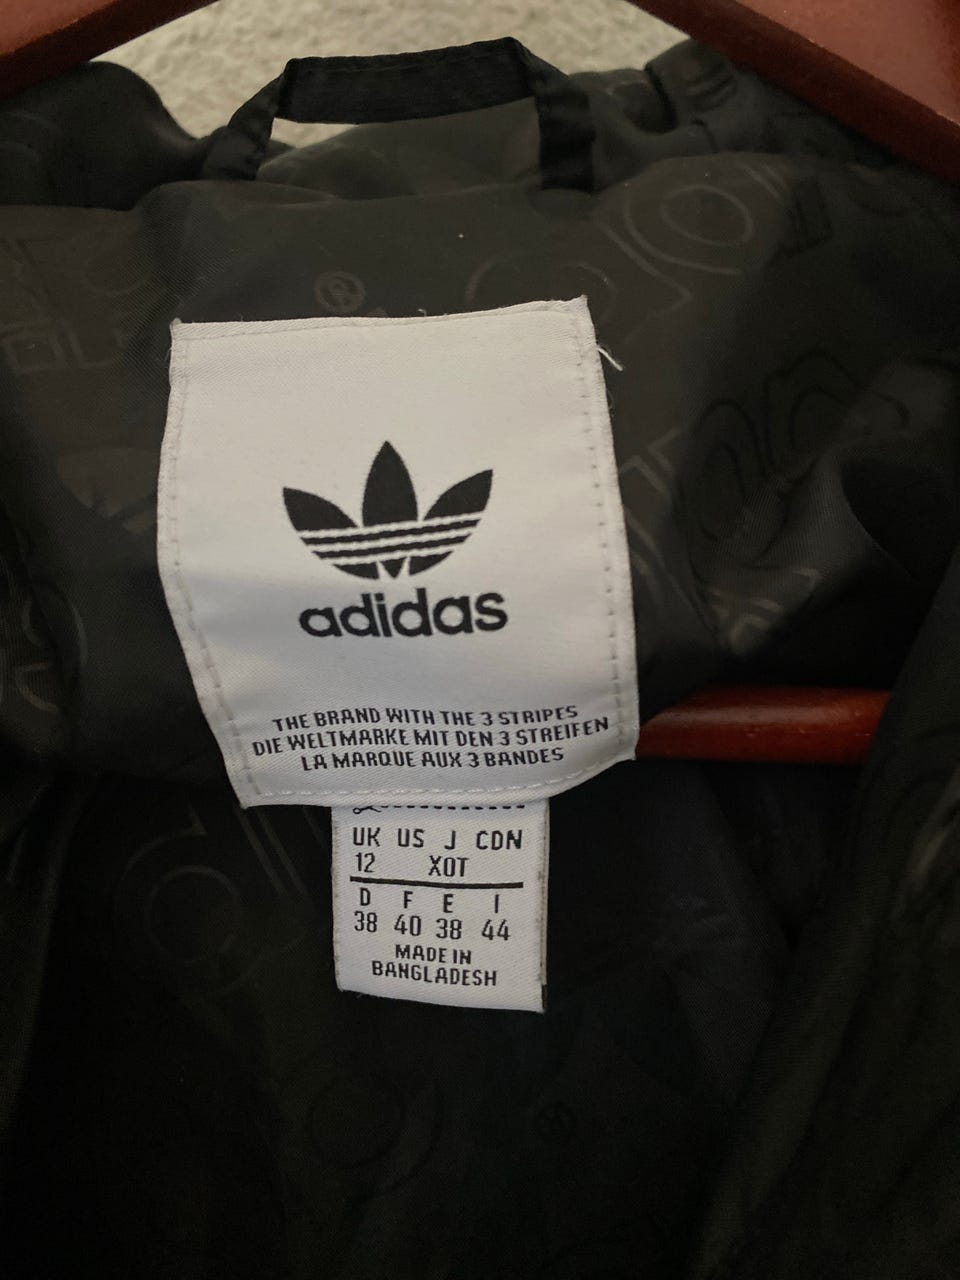 adidas
THE BRAND WITH THE 3 STRIPES
DIE WELTMARKE MIT DEN 3 STREIFEN
LA MARQUE AUX 3 BANDES
UK US J CDN
12 XOT
D F E I
38 40 38 44
MADE IN
BANGLADESH